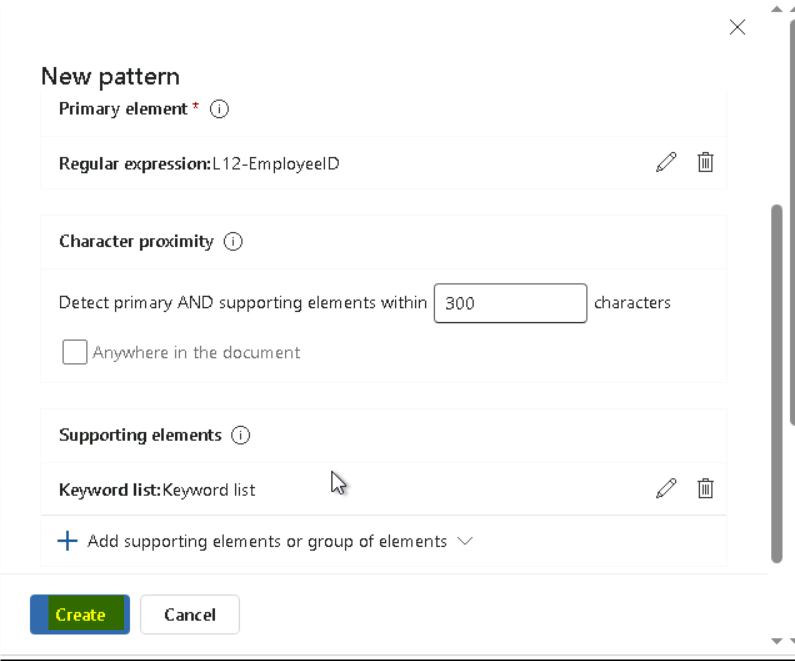 New pattern
Primary element *
Regular expression:L12-EmployeeID
Character proximity
Detect primary AND supporting elements within 300 characters
Anywhere in the document
Supporting elements
Keyword list:Keyword list
Add supporting elements or group of elements
Create Cancel